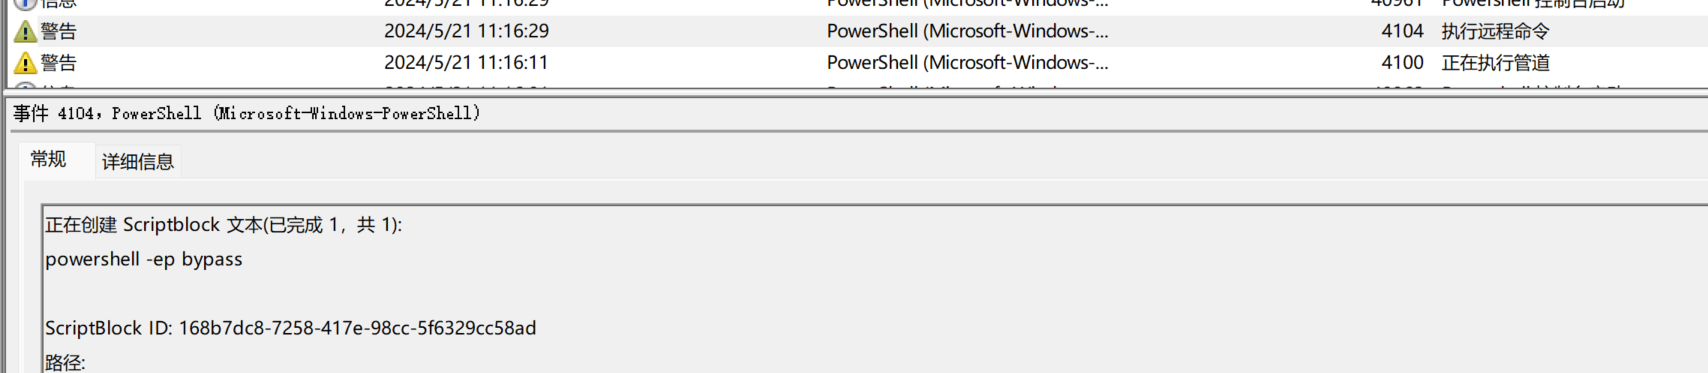 信息 2024/5/21 11:16:29 PowerShell (Microsoft-Windows-... 40961 Powershell 控制台启动
警告 2024/5/21 11:16:29 PowerShell (Microsoft-Windows-... 4104 执行远程命令
警告 2024/5/21 11:16:11 PowerShell (Microsoft-Windows-... 4100 正在执行管道
事件 4104，PowerShell (Microsoft-Windows-PowerShell)
常规 详细信息
正在创建 Scriptblock 文本(已完成 1，共 1):
powershell -ep bypass
ScriptBlock ID: 168b7dc8-7258-417e-98cc-5f6329cc58ad
路径: